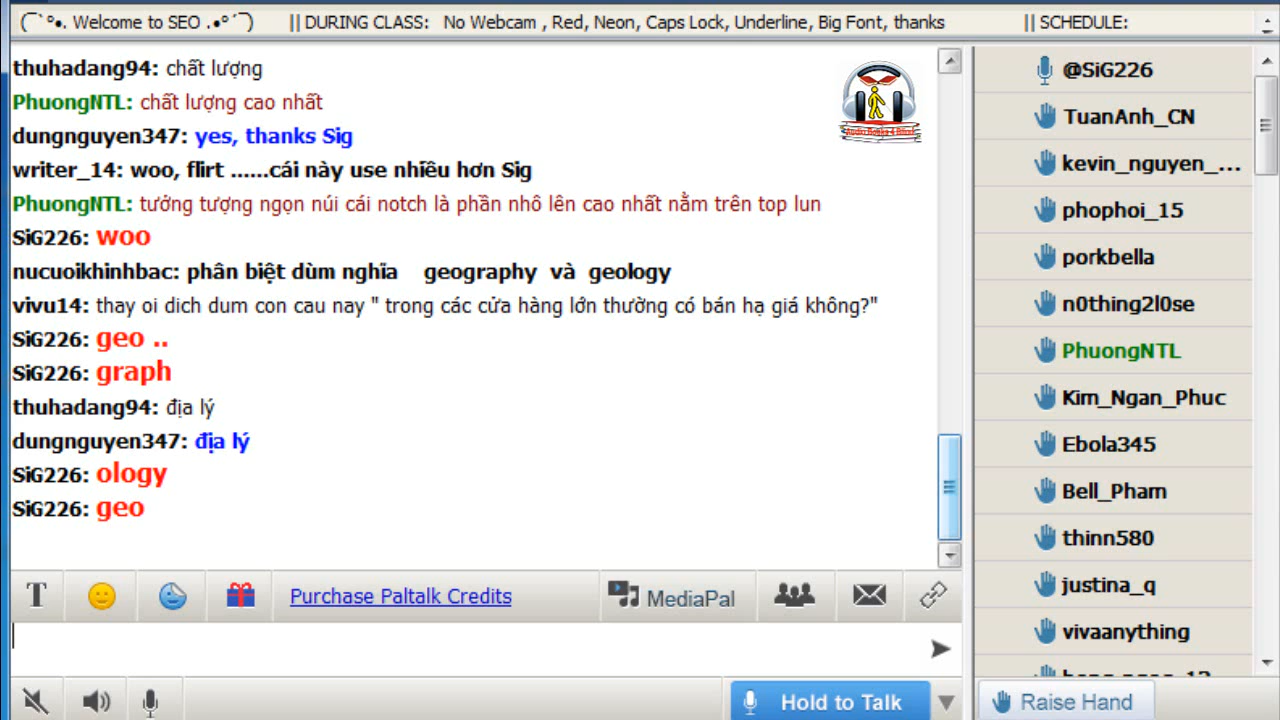 (¯`°•. Welcome to SEO .•°´¯) || DURING CLASS: No Webcam , Red, Neon, Caps Lock, Underline, Big Font, thanks || SCHEDULE:
thuhadang94: chất lượng
PhuongNTL: chất lượng cao nhất
dungnguyen347: yes, thanks Sig
writer_14: woo, flirt ......cái này use nhiêu hơn Sig
PhuongNTL: tưởng tượng ngọn núi cái notch là phần nhô lên cao nhất nằm trên top lun
SiG226: woo
nucuoikhinhbac: phân biệt dùm nghĩa geography và geology
vivu14: thay oi dich dum con cau nay " trong các cửa hàng lớn thường có bán hạ giá không?"
SiG226: geo ..
SiG226: graph
thuhadang94: địa lý
dungnguyen347: địa lý
SiG226: ology
SiG226: geo
T
Purchase Paltalk Credits
MediaPal
Hold to Talk
@SiG226
TuanAnh_CN
kevin_nguyen_...
phophoi_15
porkbella
n0thing2l0se
PhuongNTL
Kim_Ngan_Phuc
Ebola345
Bell_Pham
thinn580
justina_q
vivaanything
Raise Hand